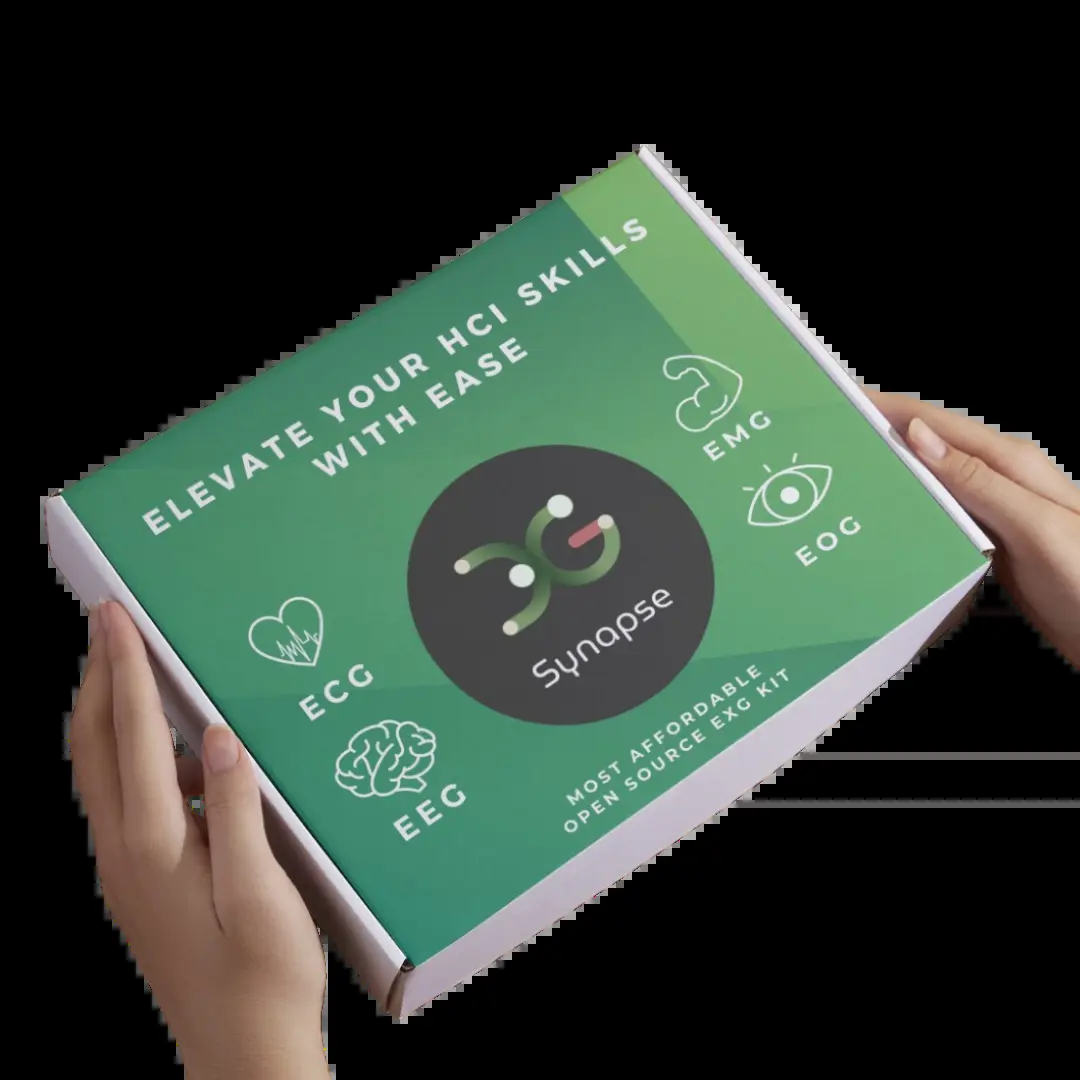 ELEVATE YOUR HCI SKILLS
WITH EASE
EMG
EOG
Synapse
ECG
EEG
MOST AFFORDABLE
OPEN SOURCE EXG KIT